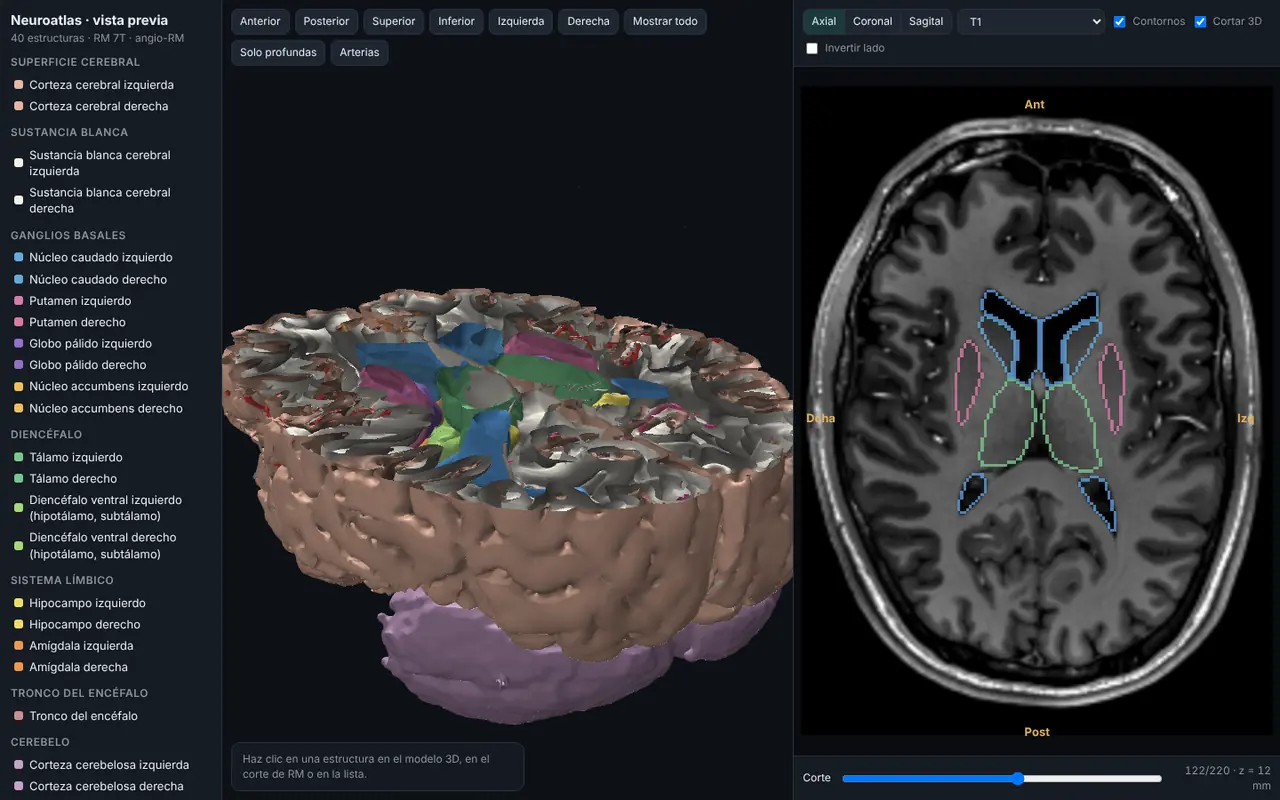 Neuroatlas · vista previa
40 estructuras · RM 7T · angio-RM
SUPERFICIE CEREBRAL
Corteza cerebral izquierda
Corteza cerebral derecha
SUSTANCIA BLANCA
Sustancia blanca cerebral
izquierda
Sustancia blanca cerebral
derecha
GANGLIOS BASALES
Núcleo caudado izquierdo
Núcleo caudado derecho
Putamen izquierdo
Putamen derecho
Globo pálido izquierdo
Globo pálido derecho
Núcleo accumbens izquierdo
Núcleo accumbens derecho
DIENCÉFALO
Tálamo izquierdo
Tálamo derecho
Diencéfalo ventral izquierdo
(hipotálamo, subtálamo)
Diencéfalo ventral derecho
(hipotálamo, subtálamo)
SISTEMA LÍMBICO
Hipocampo izquierdo
Hipocampo derecho
Amígdala izquierda
Amígdala derecha
TRONCO DEL ENCÉFALO
Tronco del encéfalo
CEREBELO
Corteza cerebelosa izquierda
Corteza cerebelosa derecha
Anterior Posterior Superior Inferior Izquierda Derecha Mostrar todo
Solo profundas Arterias
Haz clic en una estructura en el modelo 3D, en el
corte de RM o en la lista.
Axial Coronal Sagital T1 Contornos Cortar 3D
Invertir lado
Ant
Dcha Izq
Post
Corte 122/220 · z = 12
mm